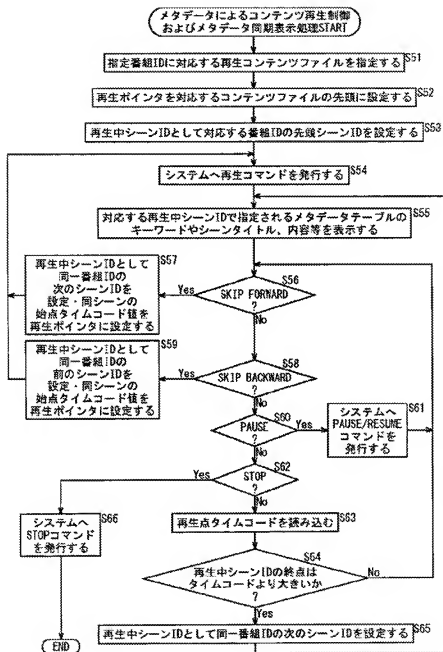 メタデータによるコンテンツ再生制御
およびメタデータ同期表示処理START
S51
指定番組IDに対応する再生コンテンツファイルを指定する
S52
再生ポインタを対応するコンテンツファイルの先頭に設定する
S53
再生中シーンIDとして対応する番組IDの先頭シーンIDを設定する
S54
システムへ再生コマンドを発行する
S55
対応する再生中シーンIDで指定されるメタデータテーブルの
キーワードやシーンタイトル、内容等を表示する
S57
再生中シーンIDとして
同一番組IDの
次のシーンIDを
設定・同シーンの
始点タイムコード値を
再生ポインタに設定する
Yes
S56
SKIP FORWARD
?
No
S59
再生中シーンIDとして
同一番組IDの
前のシーンIDを
設定・同シーンの
始点タイムコード値を
再生ポインタに設定する
Yes
S58
SKIP BACKWARD
?
No
S60
PAUSE
?
Yes
No
S61
システムへ
PAUSE/RESUME
コマンドを
発行する
S62
STOP
?
Yes
No
S66
システムへ
STOPコマンド
を発行する
END
S63
再生点タイムコードを読み込む
S64
再生中シーンIDの終点は
タイムコードより大きいか
?
No
Yes
S65
再生中シーンIDとして同一番組IDの次のシーンIDを設定する